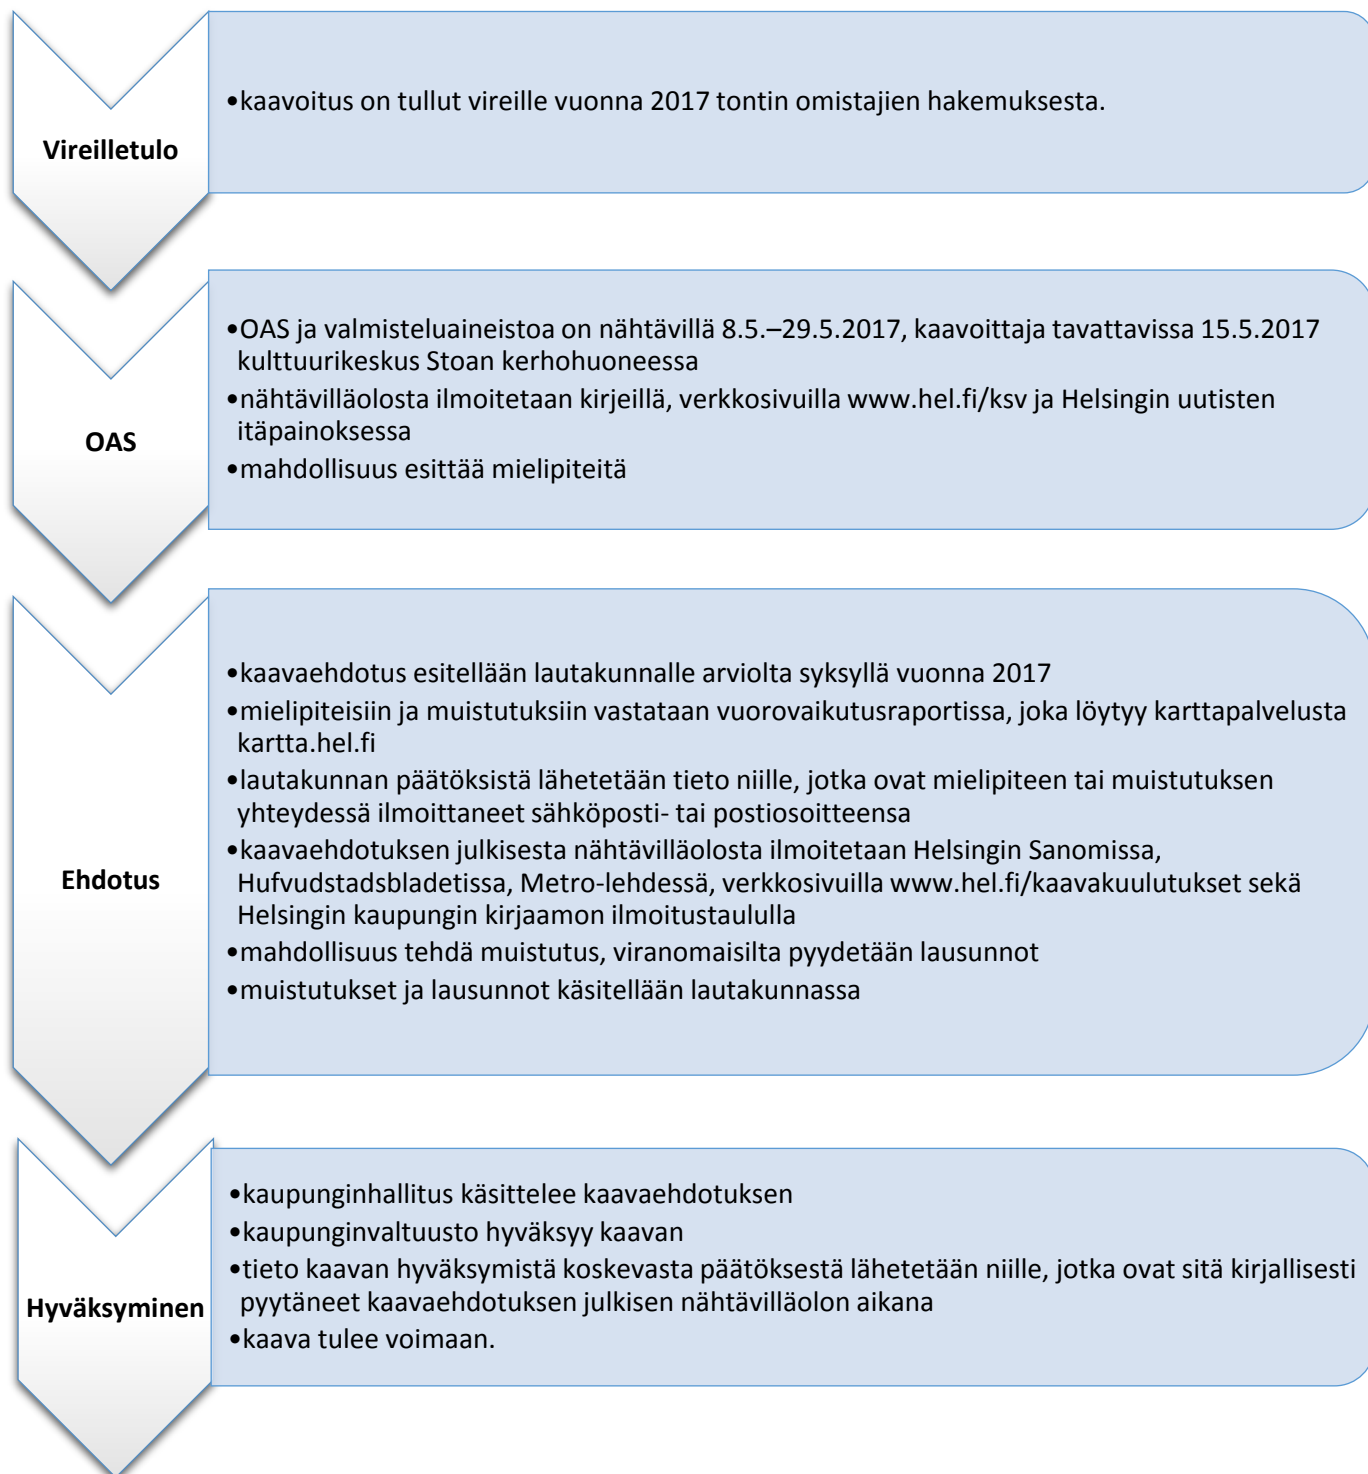 Vireilletulo
•kaavoitus on tullut vireille vuonna 2017 tontin omistajien hakemuksesta.
OAS
•OAS ja valmisteluaineistoa on nähtävillä 8.5.–29.5.2017, kaavoittaja tavattavissa 15.5.2017
kulttuurikeskus Stoan kerhohuoneessa
•nähtävilläolosta ilmoitetaan kirjeillä, verkkosivuilla www.hel.fi/ksv ja Helsingin uutisten
itäpainoksessa
•mahdollisuus esittää mielipiteitä
Ehdotus
•kaavaehdotus esitellään lautakunnalle arviolta syksyllä vuonna 2017
•mielipiteisiin ja muistutuksiin vastataan vuorovaikutusraportissa, joka löytyy karttapalvelusta
kartta.hel.fi
•lautakunnan päätöksistä lähetetään tieto niille, jotka ovat mielipiteen tai muistutuksen
yhteydessä ilmoittaneet sähköposti- tai postiosoitteensa
•kaavaehdotuksen julkisesta nähtävilläolosta ilmoitetaan Helsingin Sanomissa,
Hufvudstadsbladetissa, Metro-lehdessä, verkkosivuilla www.hel.fi/kaavakuulutukset sekä
Helsingin kaupungin kirjaamon ilmoitustaululla
•mahdollisuus tehdä muistutus, viranomaisilta pyydetään lausunnot
•muistutukset ja lausunnot käsitellään lautakunnassa
Hyväksyminen
•kaupunginhallitus käsittelee kaavaehdotuksen
•kaupunginvaltuusto hyväksyy kaavan
•tieto kaavan hyväksymistä koskevasta päätöksestä lähetetään niille, jotka ovat sitä kirjallisesti
pyytäneet kaavaehdotuksen julkisen nähtävilläolon aikana
•kaava tulee voimaan.